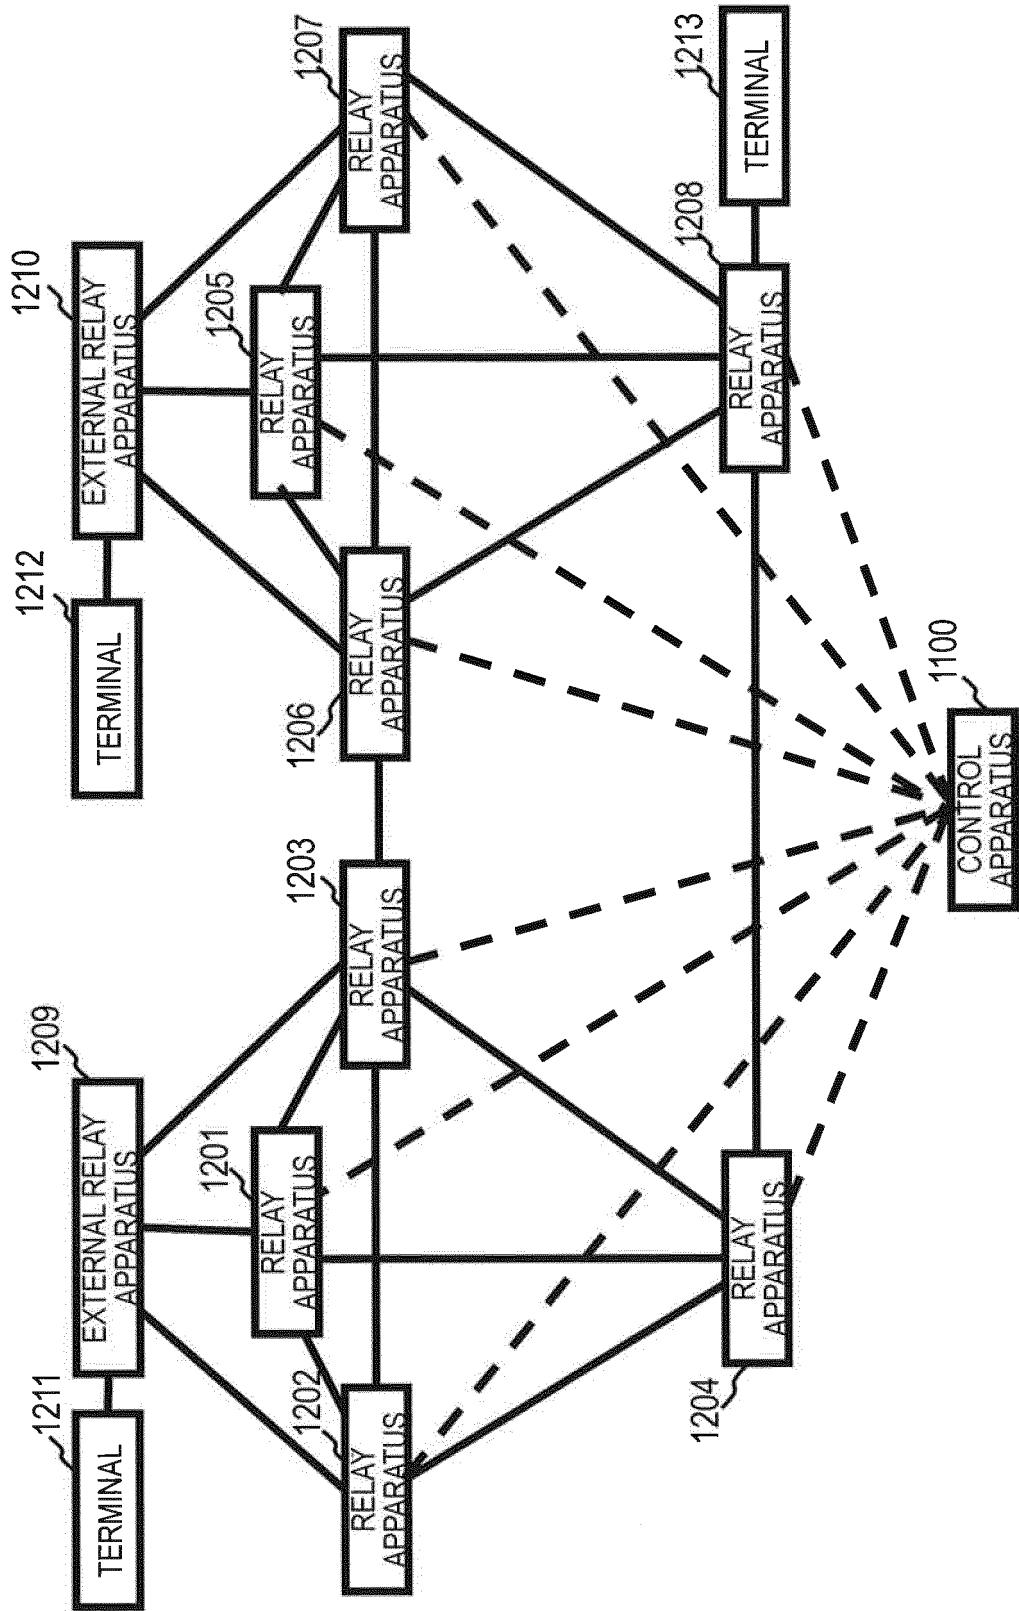 1211
TERMINAL
1209
EXTERNAL RELAY
APPARATUS
1212
TERMINAL
1210
EXTERNAL RELAY
APPARATUS
1201
RELAY
APPARATUS
1205
RELAY
APPARATUS
1202
RELAY
APPARATUS
1203
RELAY
APPARATUS
1206
RELAY
APPARATUS
1207
RELAY
APPARATUS
1204
RELAY
APPARATUS
1208
RELAY
APPARATUS
1213
TERMINAL
1100
CONTROL
APPARATUS